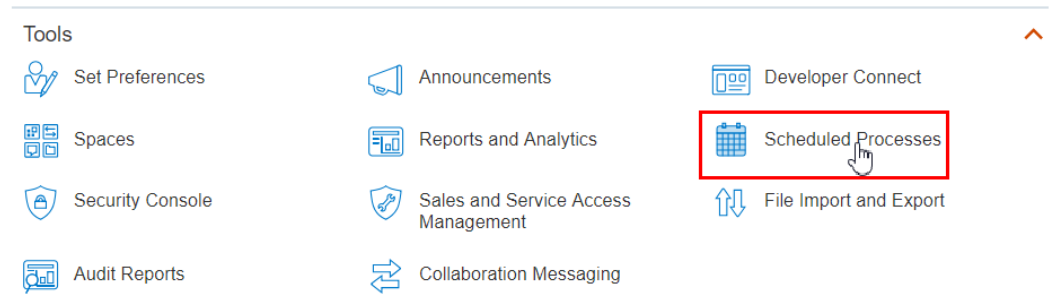 Tools
Set Preferences
Announcements
Developer Connect
Spaces
Reports and Analytics
Scheduled Processes
Security Console
Sales and Service Access
Management
File Import and Export
Audit Reports
Collaboration Messaging